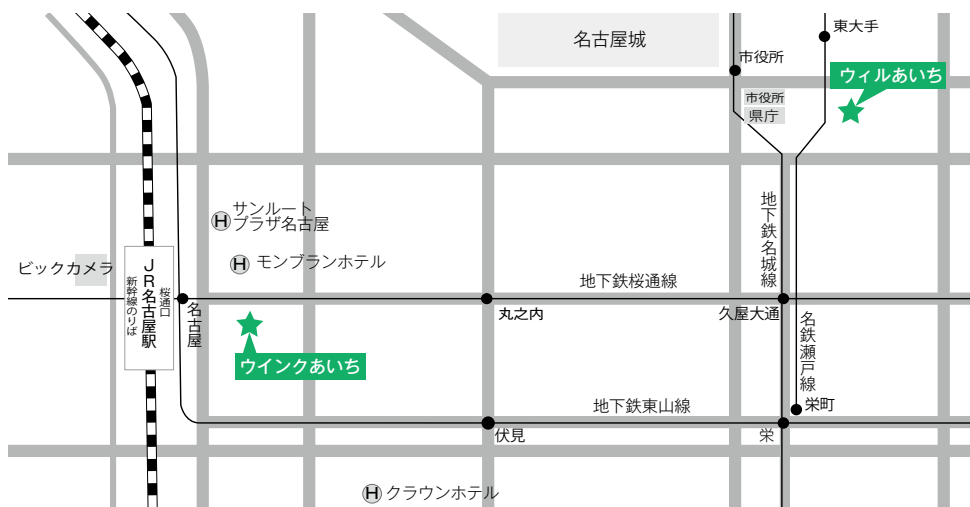 名古屋城
東大手
市役所
ウィルあいち
市役所
県庁
サンルート
プラザ名古屋
モンブランホテル
ビックカメラ
JR名古屋駅
桜通口
新幹線のりば
名古屋
地下鉄桜通線
丸之内
久屋大通
地下鉄名城線
名鉄瀬戸線
ウインクあいち
地下鉄東山線
栄町
伏見
栄
H クラウンホテル
H
H